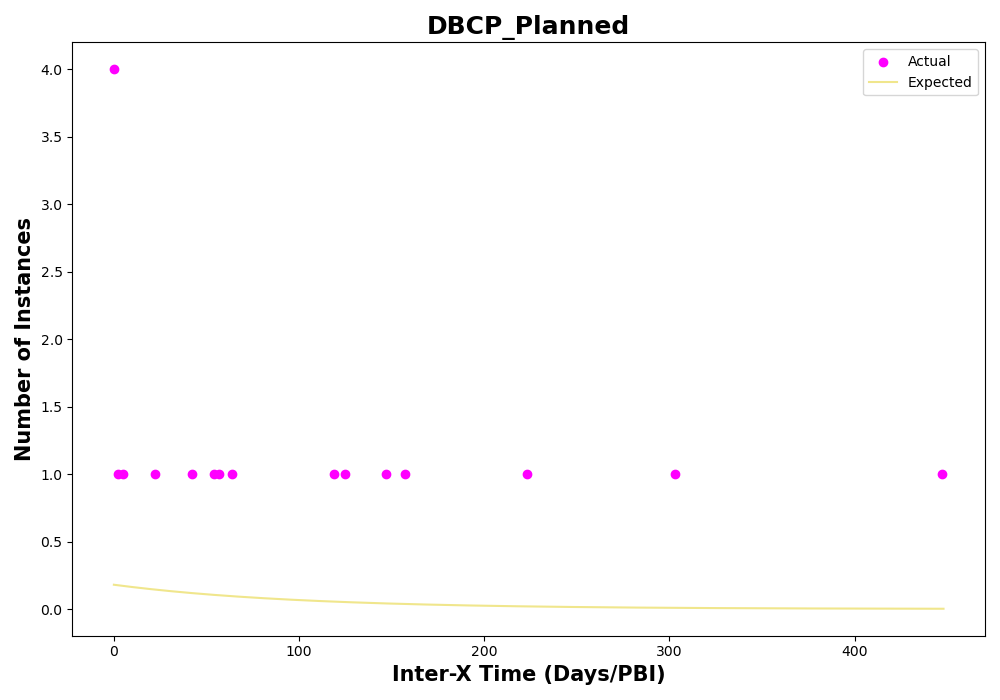 DBCP_Planned
Actual
Expected
4.0
3.5
3.0
2.5
2.0
1.5
1.0
0.5
0.0
Number of Instances
0 100 200 300 400
Inter-X Time (Days/PBI)